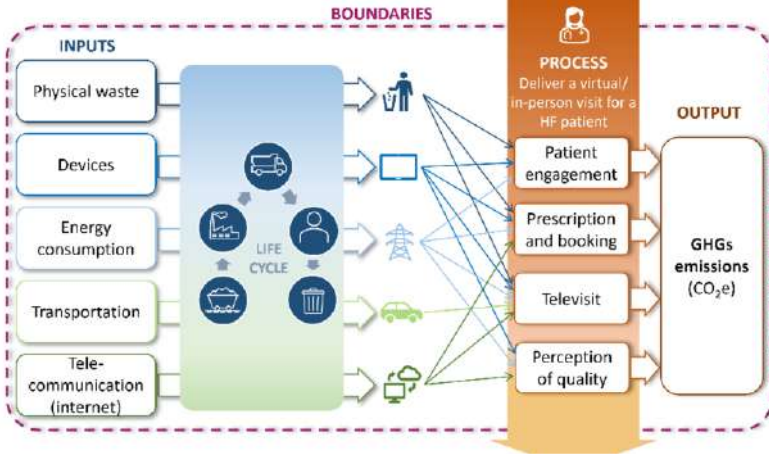 BOUNDARIES
INPUTS
Physical waste
Devices
Energy
consumption
Transportation
Tele-
communication
(internet)
LIFE
CYCLE
PROCESS
Deliver a virtual/
in-person visit for a
HF patient
Patient
engagement
Prescription
and booking
Televisit
Perception
of quality
OUTPUT
GHGs
emissions
(CO₂e)